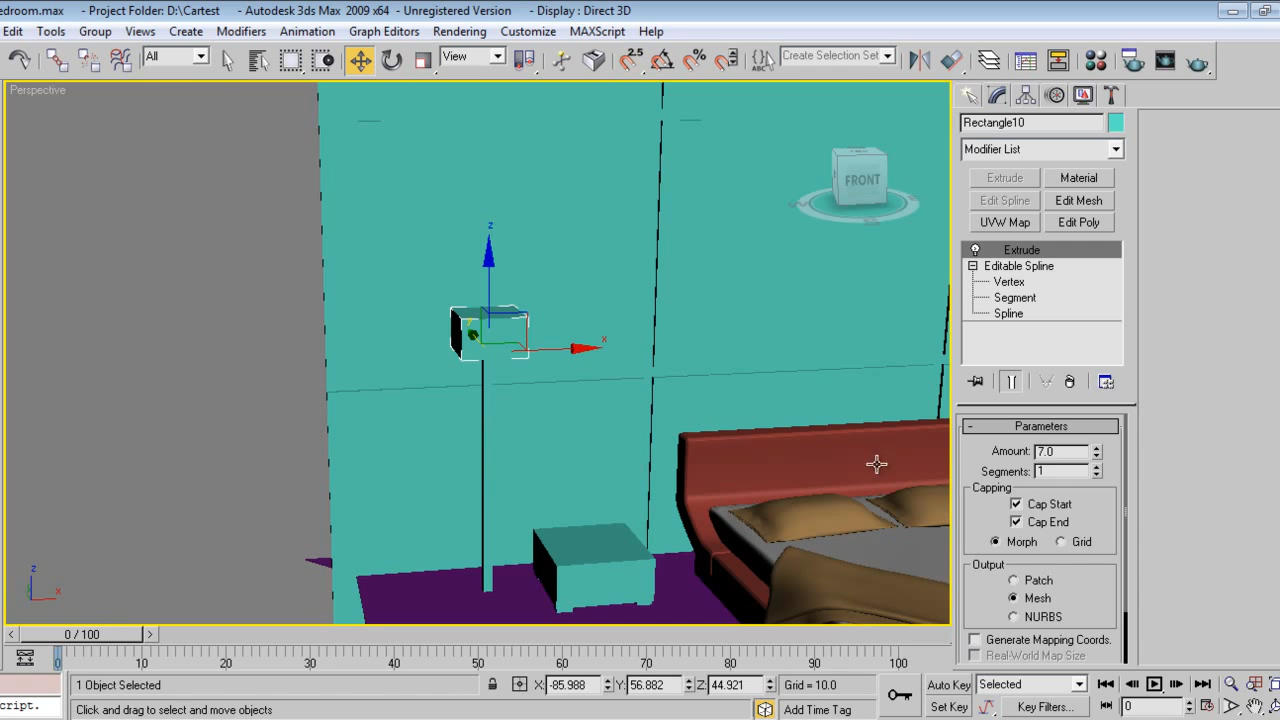 edroom.max - Project Folder: D:\Cartest - Autodesk 3ds Max 2009 x64 - Unregistered Version - Display : Direct 3D
Edit Tools Group Views Create Modifiers Animation Graph Editors Rendering Customize MAXScript Help
All View 2.5 ABC Create Selection Set
Perspective
FRONT
z
x
z
x
Rectangle10
Modifier List
Extrude Material
Edit Spline Edit Mesh
UVW Map Edit Poly
Extrude
Editable Spline
Vertex
Segment
Spline
- Parameters
Amount: 7.0
Segments: 1
Capping
Cap Start
Cap End
Morph Grid
Output
Patch
Mesh
NURBS
Generate Mapping Coords.
Real-World Map Size
< 0 / 100 >
0 10 20 30 40 50 60 70 80 90 100
1 Object Selected X: -85.988 Y: 56.882 Z: 44.921 Grid = 10.0 Auto Key Selected
script. Click and drag to select and move objects Add Time Tag Set Key Key Filters... 0